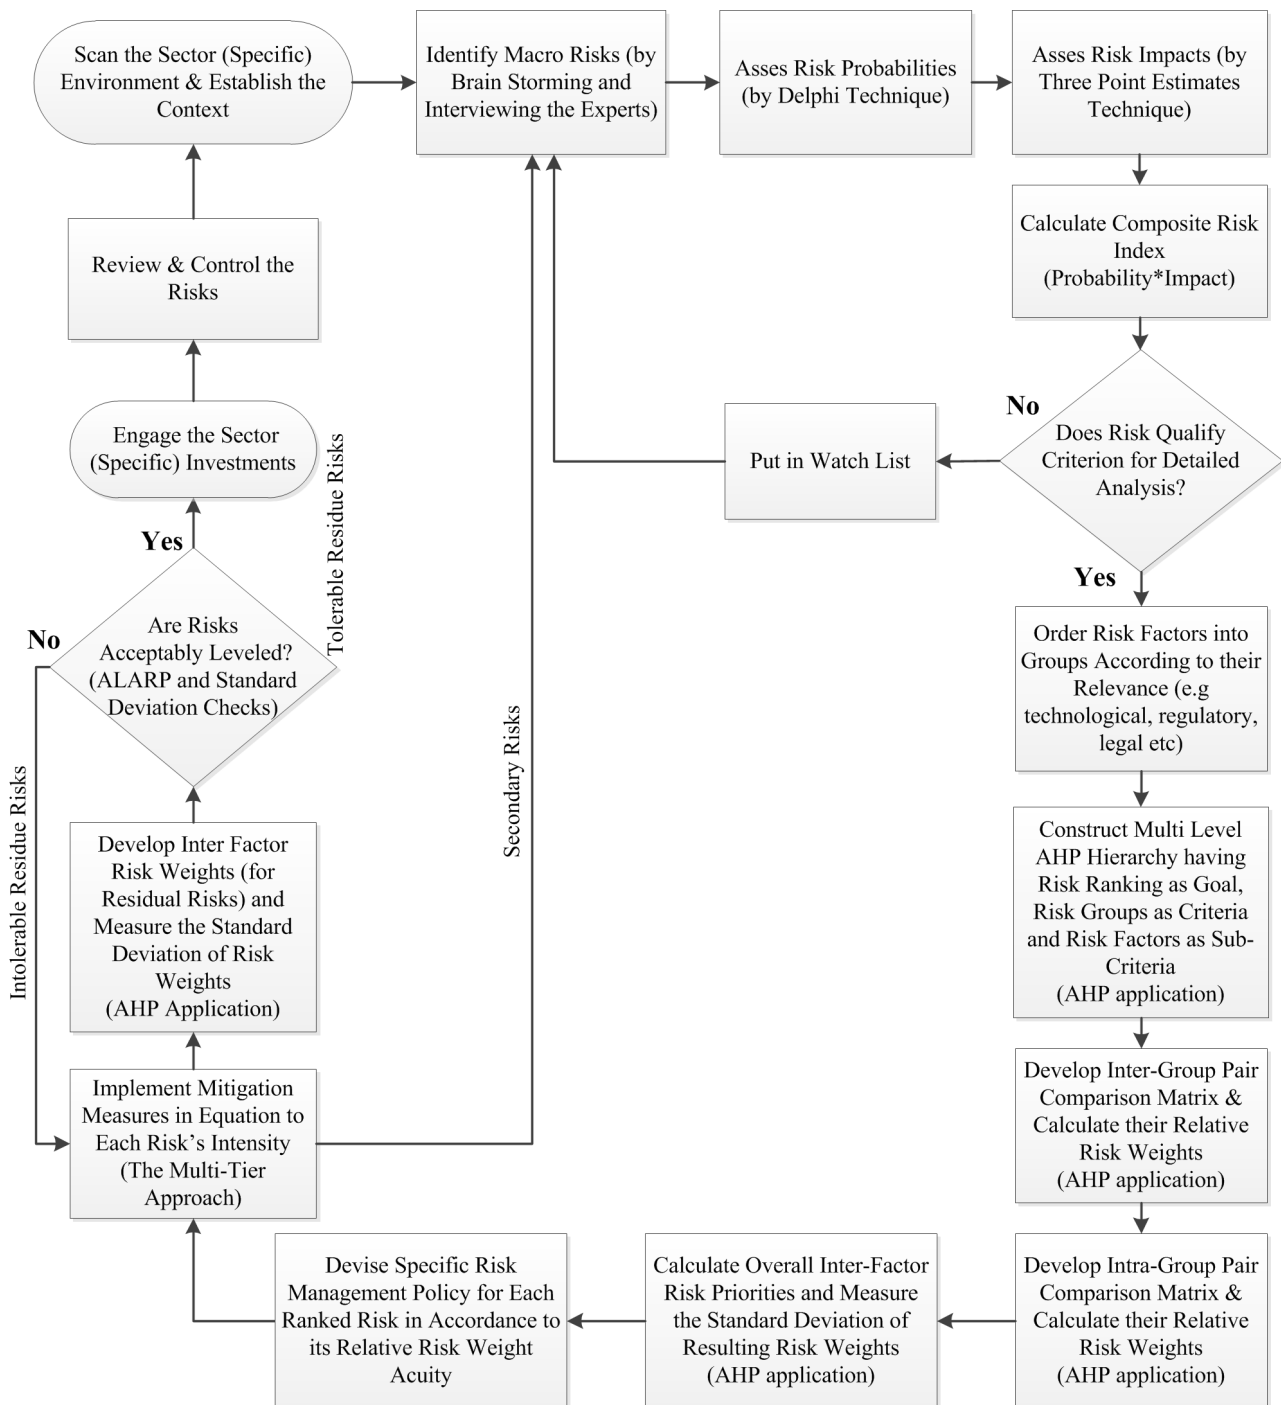 Scan the Sector (Specific)
Environment & Establish the
Context
Identify Macro Risks (by
Brain Storming and
Interviewing the Experts)
Asses Risk Probabilities
(by Delphi Technique)
Asses Risk Impacts (by
Three Point Estimates
Technique)
Calculate Composite Risk
Index
(Probability*Impact)
No
Does Risk Qualify
Criterion for Detailed
Analysis?
Yes
Put in Watch List
Order Risk Factors into
Groups According to their
Relevance (e.g
technological, regulatory,
legal etc)
Construct Multi Level
AHP Hierarchy having
Risk Ranking as Goal,
Risk Groups as Criteria
and Risk Factors as Sub-
Criteria
(AHP application)
Develop Inter-Group Pair
Comparison Matrix &
Calculate their Relative
Risk Weights
(AHP application)
Develop Intra-Group Pair
Comparison Matrix &
Calculate their Relative
Risk Weights
(AHP application)
Calculate Overall Inter-Factor
Risk Priorities and Measure
the Standard Deviation of
Resulting Risk Weights
(AHP application)
Devise Specific Risk
Management Policy for Each
Ranked Risk in Accordance to
its Relative Risk Weight
Acuity
Implement Mitigation
Measures in Equation to
Each Risk’s Intensity
(The Multi-Tier
Approach)
Secondary Risks
Develop Inter Factor
Risk Weights (for
Residual Risks) and
Measure the Standard
Deviation of Risk
Weights
(AHP Application)
Are Risks
Acceptably Leveled?
(ALARP and Standard
Deviation Checks)
No
Intolerable Residue Risks
Yes
Tolerable Residue Risks
Engage the Sector
(Specific) Investments
Review & Control the
Risks